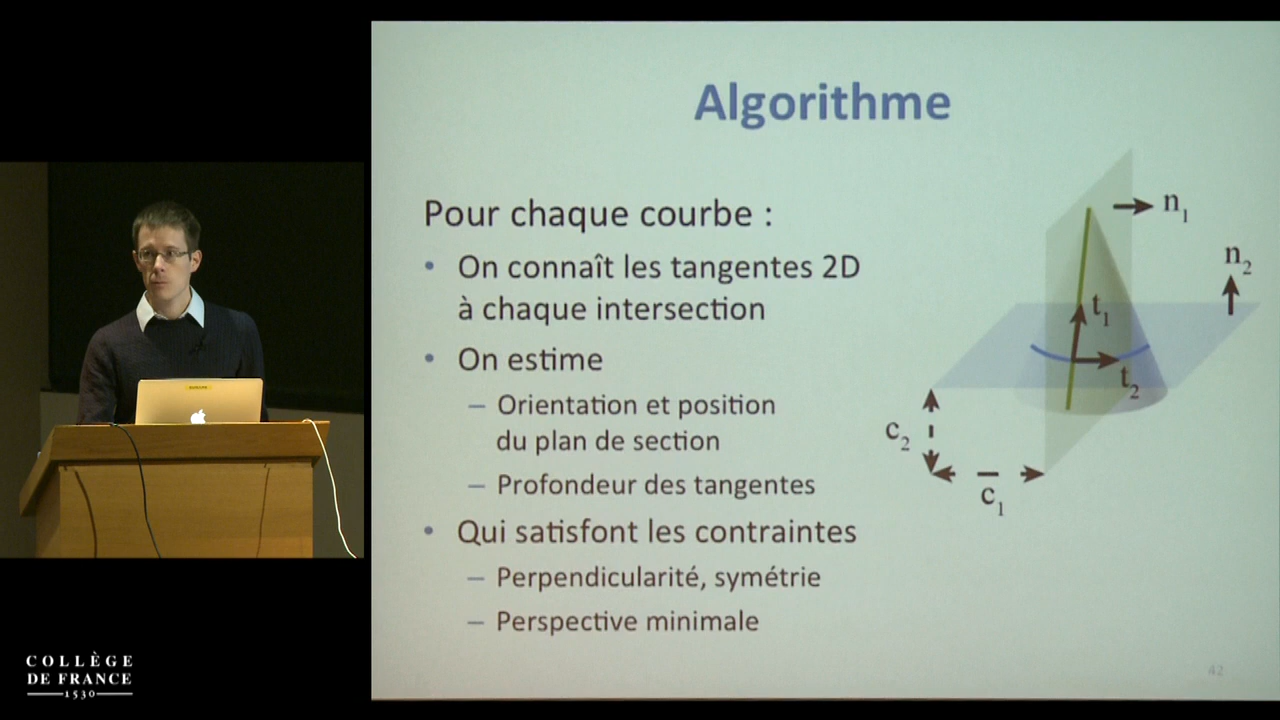 Algorithme
Pour chaque courbe :
• On connaît les tangentes 2D
à chaque intersection
• On estime
– Orientation et position
du plan de section
– Profondeur des tangentes
• Qui satisfont les contraintes
– Perpendicularité, symétrie
– Perspective minimale
n1
n2
t1
t2
c2
c1
42
COLLÈGE
DE FRANCE
1530